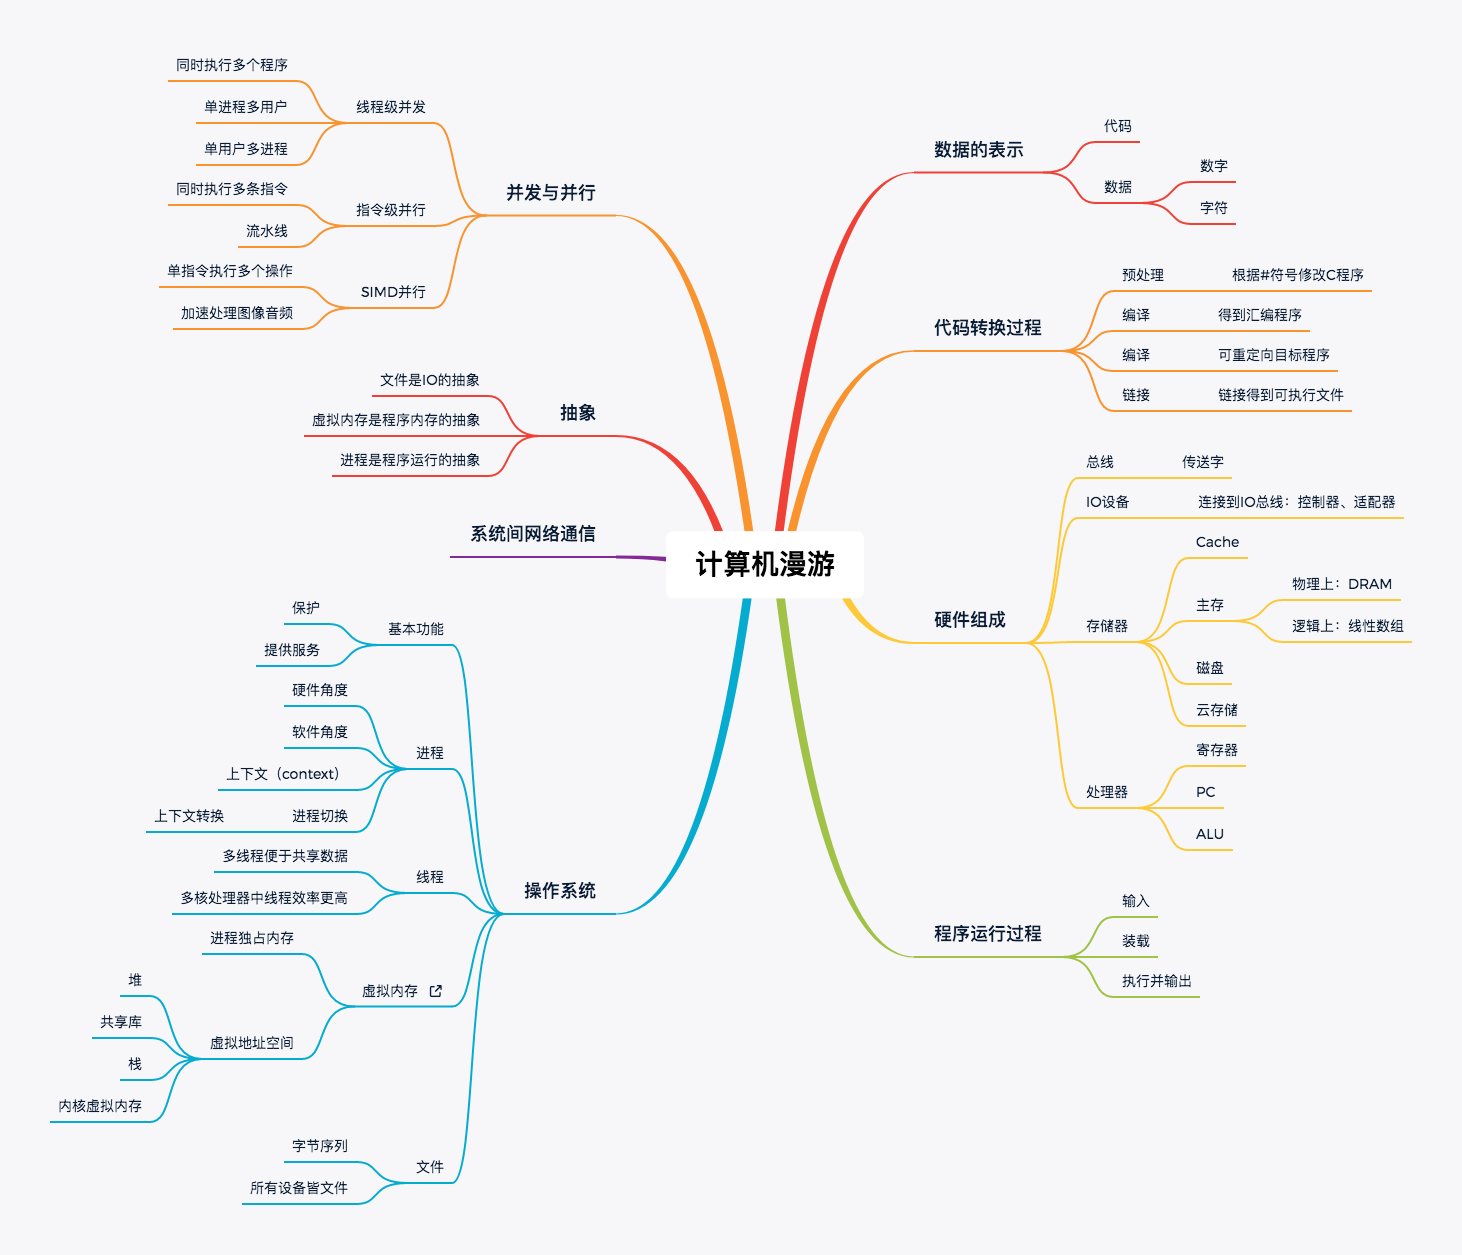 计算机漫游
数据的表示
代码
数据
数字
字符
代码转换过程
预处理
根据#符号修改C程序
编译
得到汇编程序
编译
可重定向目标程序
链接
链接得到可执行文件
硬件组成
总线
传送字
IO设备
连接到IO总线：控制器、适配器
存储器
Cache
主存
物理上：DRAM
逻辑上：线性数组
磁盘
云存储
处理器
寄存器
PC
ALU
程序运行过程
输入
装载
执行并输出
并发与并行
线程级并发
同时执行多个程序
单进程多用户
单用户多进程
指令级并行
同时执行多条指令
流水线
SIMD并行
单指令执行多个操作
加速处理图像音频
抽象
文件是IO的抽象
虚拟内存是程序内存的抽象
进程是程序运行的抽象
系统间网络通信
操作系统
基本功能
保护
提供服务
进程
硬件角度
软件角度
上下文（context）
进程切换
上下文转换
线程
多线程便于共享数据
多核处理器中线程效率更高
虚拟内存
进程独占内存
虚拟地址空间
堆
共享库
栈
内核虚拟内存
文件
字节序列
所有设备皆文件